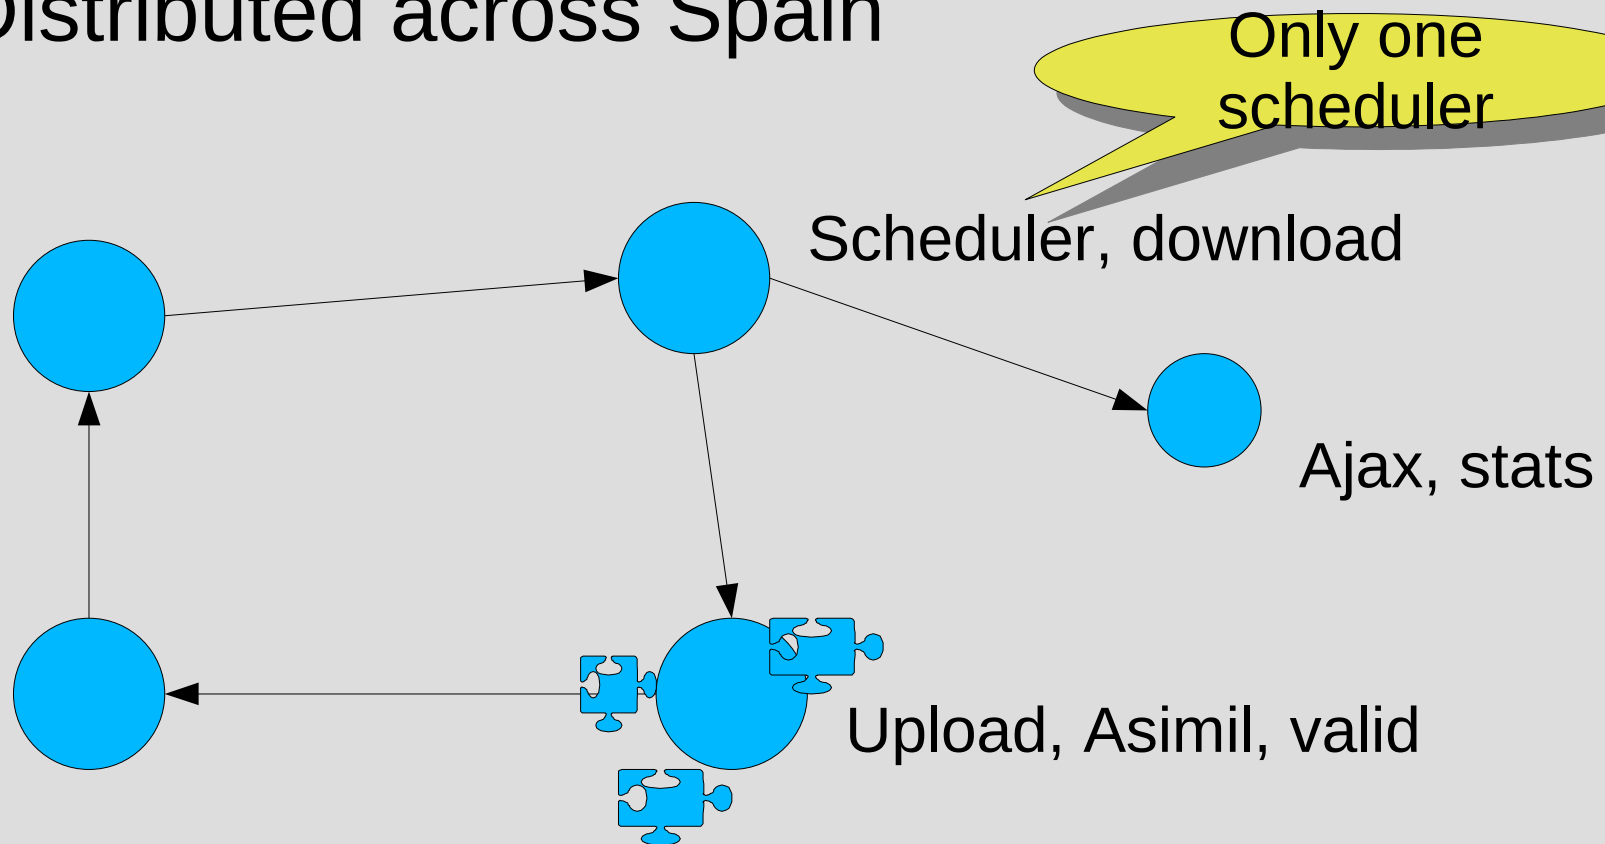 Distributed across Spain
Only one
scheduler
Scheduler, download
Ajax, stats
Upload, Asimil, valid